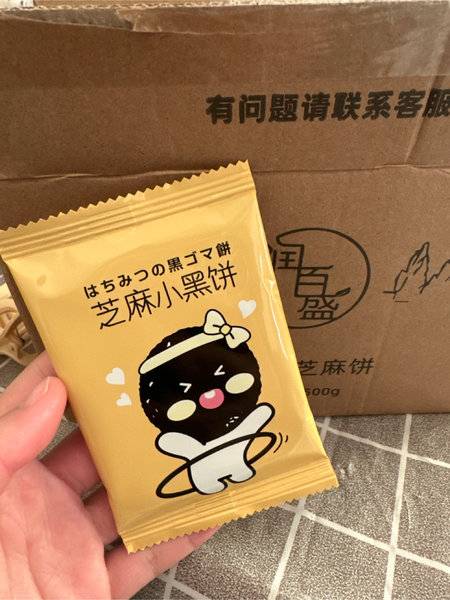 有问题请联系客服
はちみつの黒ゴマ餅
芝麻小黑饼
润百盛
芝麻饼
500g